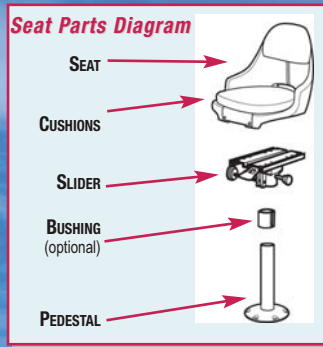 Seat Parts Diagram
SEAT
CUSHIONS
SLIDER
BUSHING
(optional)
PEDESTAL